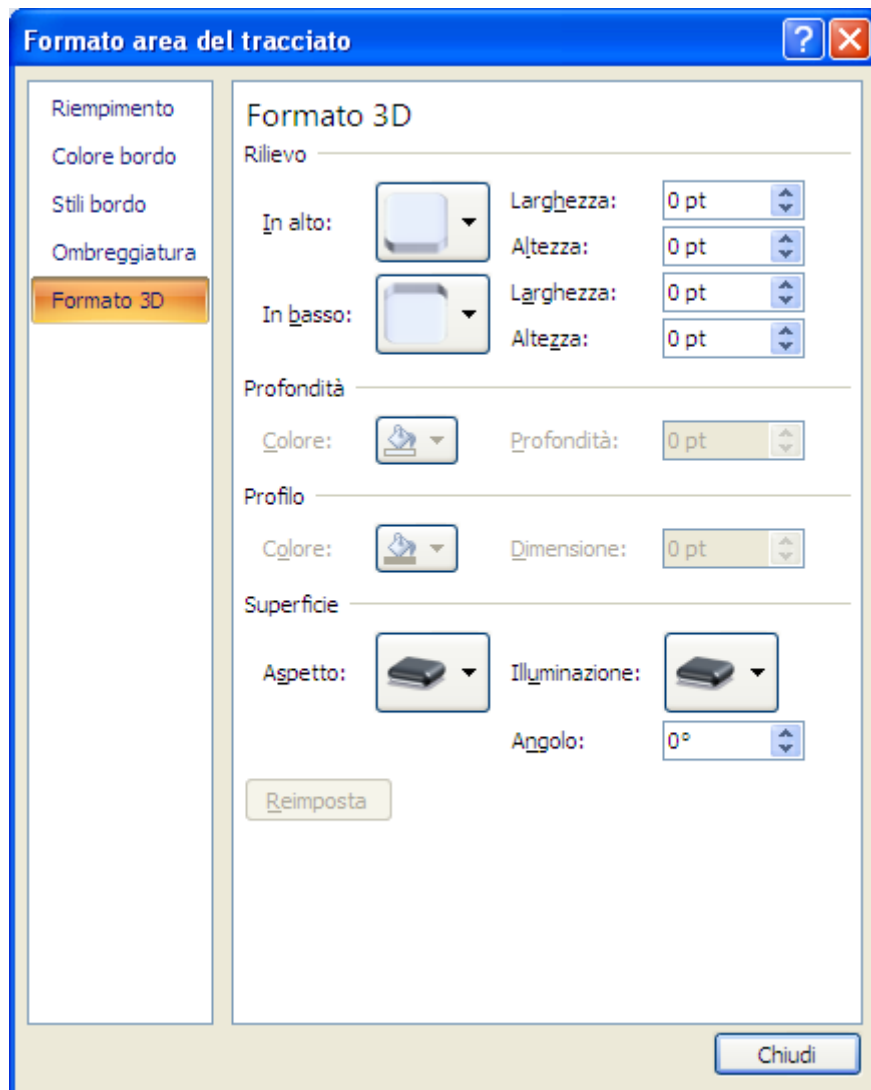 Formato area del tracciato
Riempimento
Colore bordo
Stili bordo
Ombreggiatura
Formato 3D
Formato 3D
Rilievo
In alto:
Larghezza: 0 pt
Altezza: 0 pt
In basso:
Larghezza: 0 pt
Altezza: 0 pt
Profondità
Colore: Profondità: 0 pt
Profilo
Colore: Dimensione: 0 pt
Superficie
Aspetto: Illuminazione:
Angolo: 0°
Reimposta
Chiudi